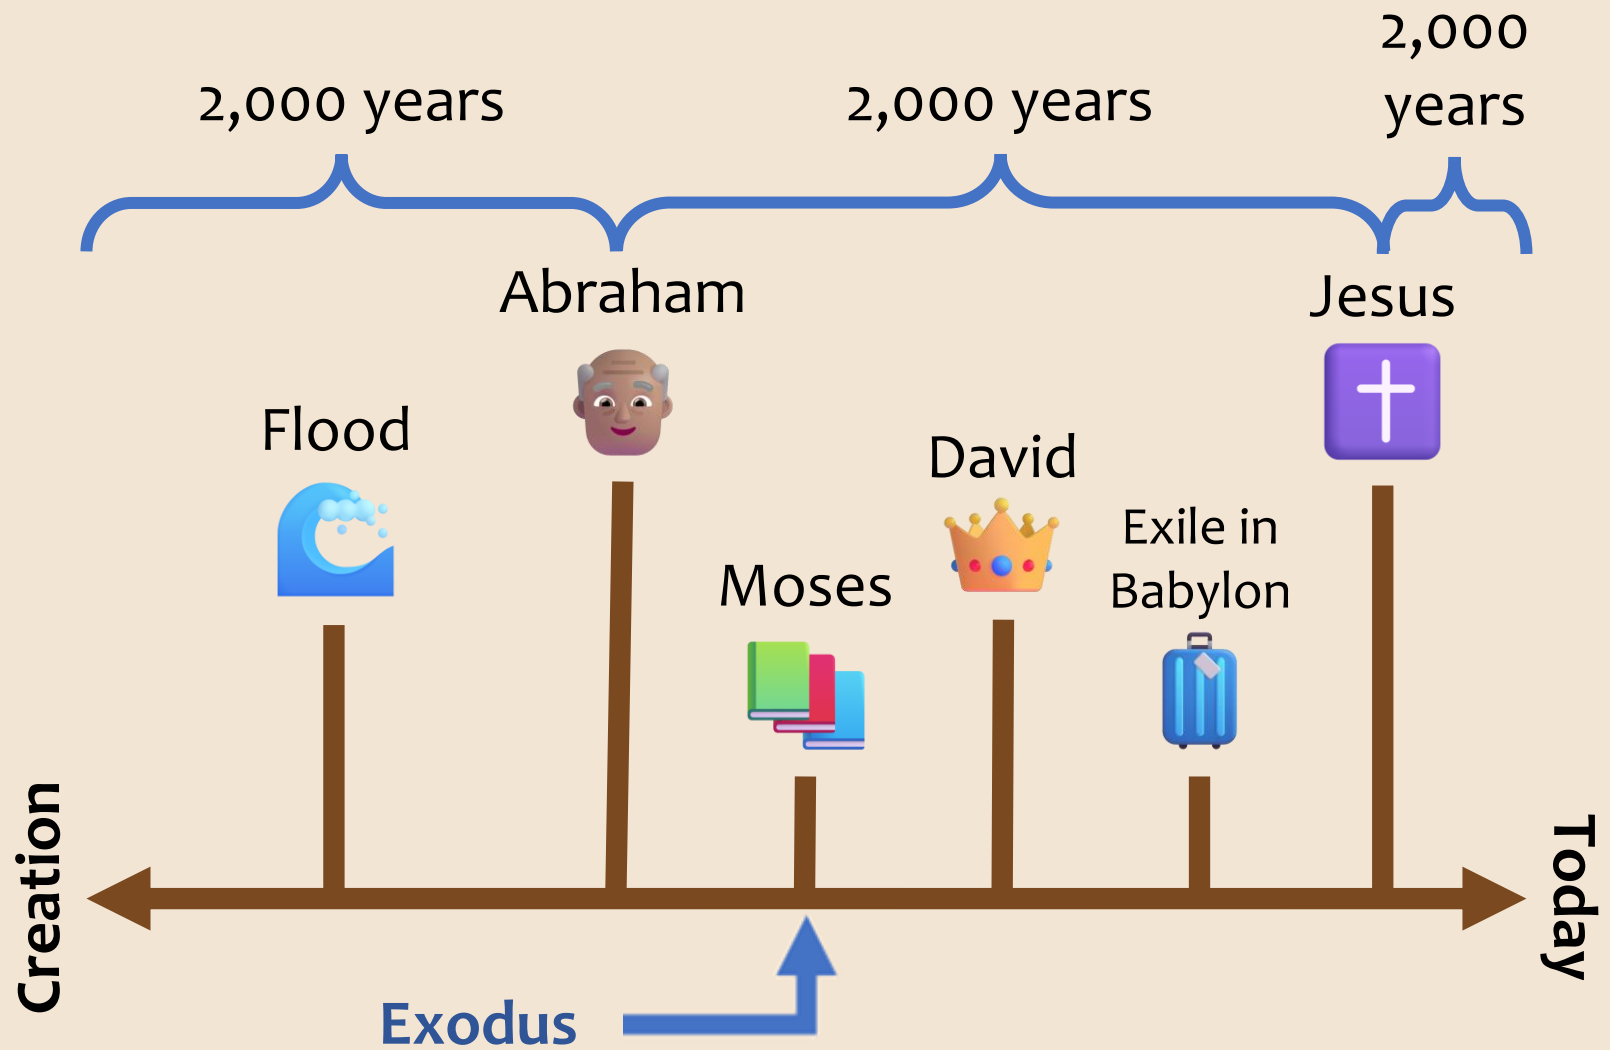 2,000 years
2,000 years
2,000
years
Abraham
Jesus
Flood
David
Exile in
Babylon
Moses
Creation
Today
Exodus